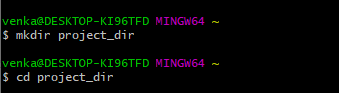 venka@DESKTOP-KI96TFD MINGW64 ~
$ mkdir project_dir
venka@DESKTOP-KI96TFD MINGW64 ~
$ cd project_dir